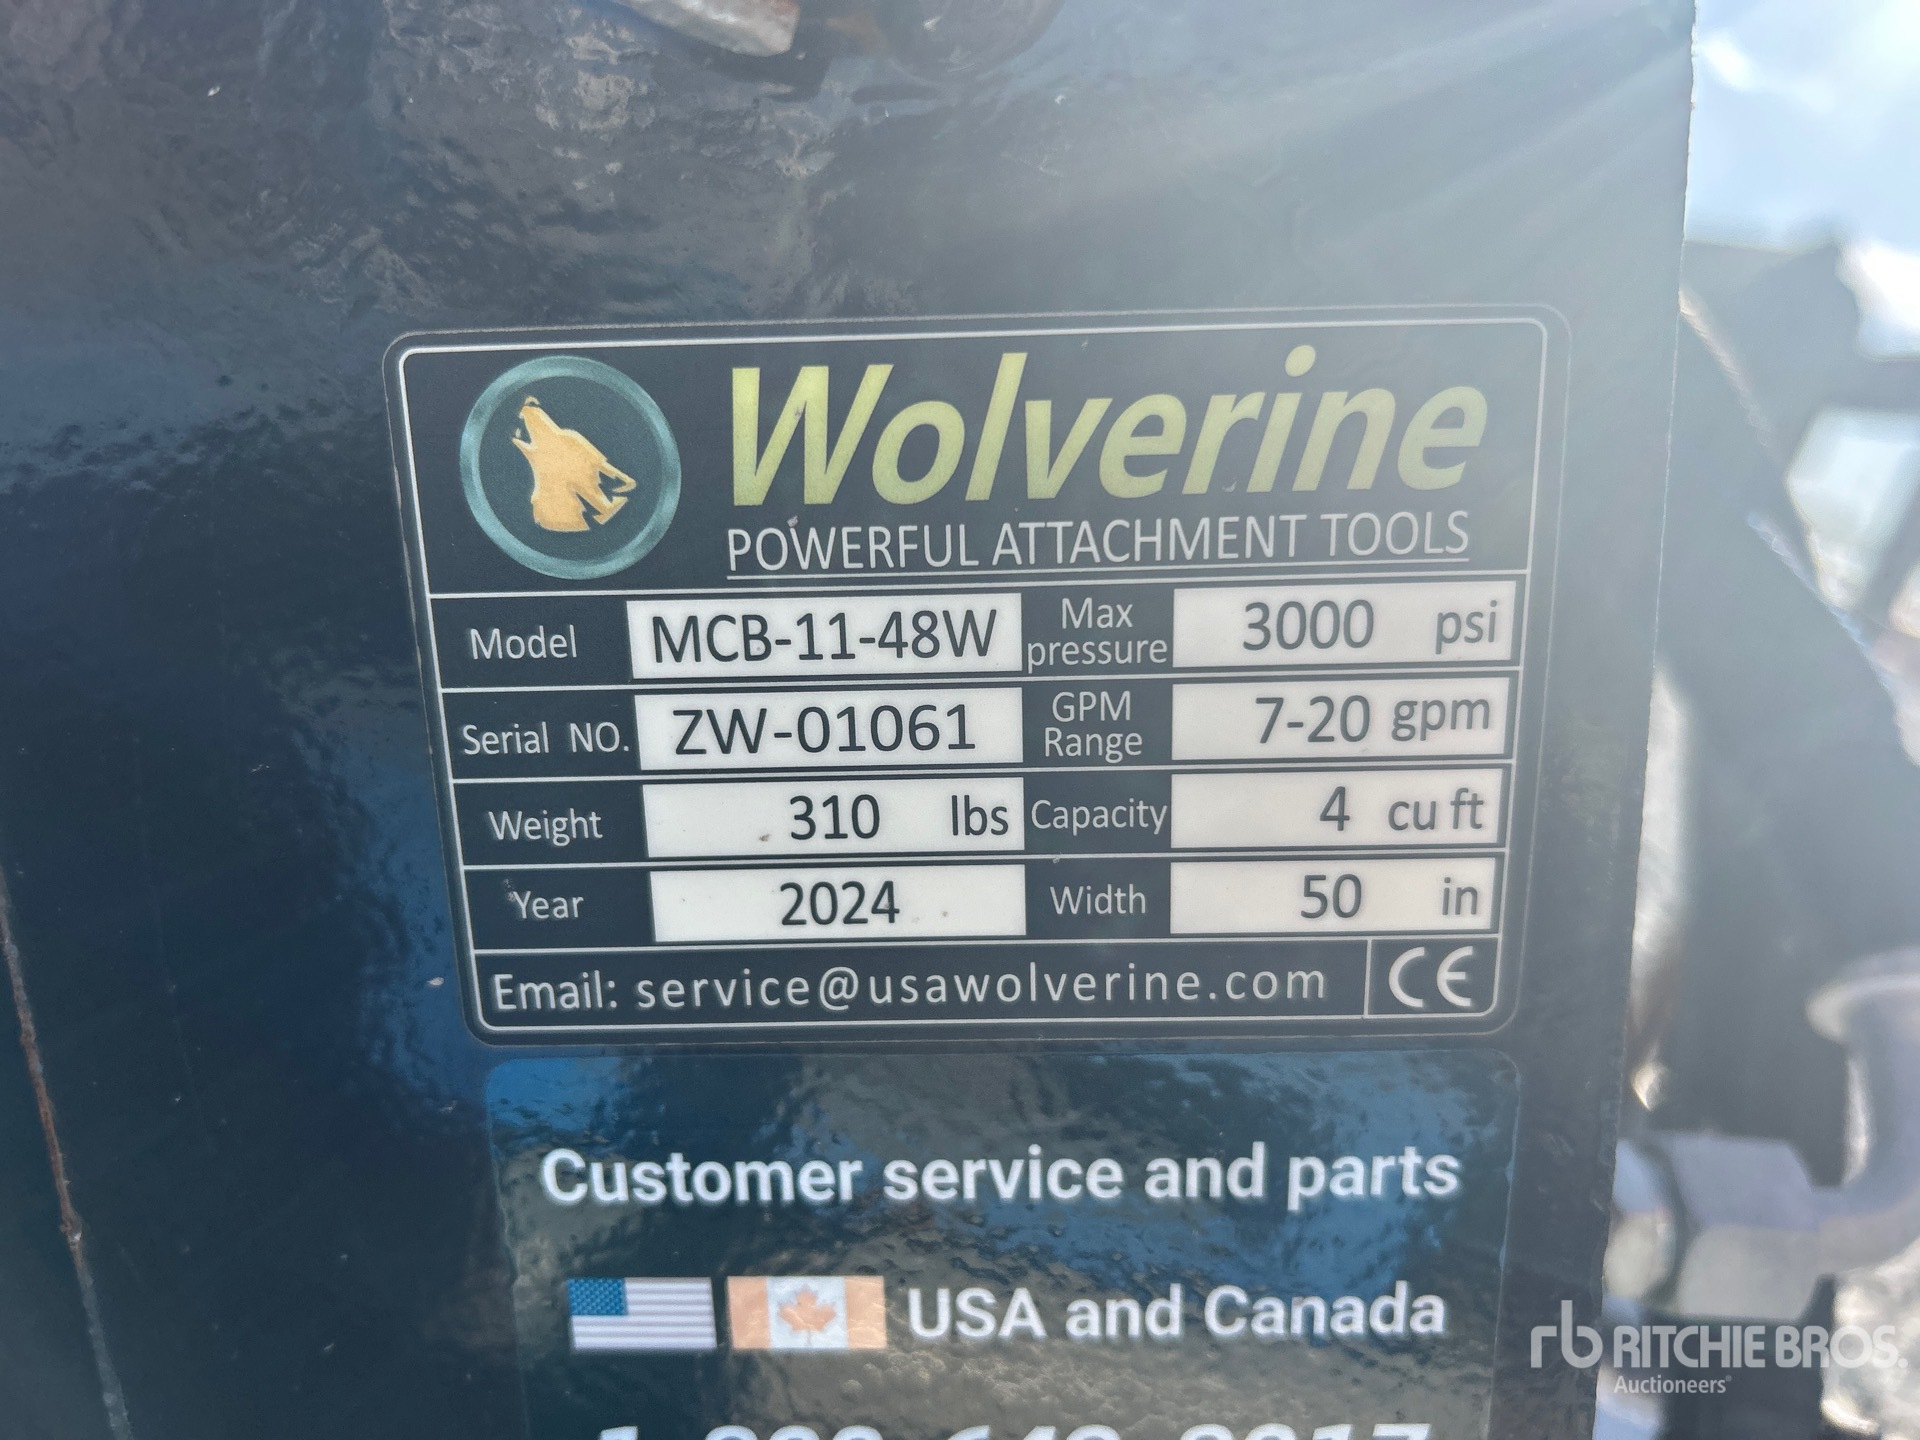 Wolverine
POWERFUL ATTACHMENT TOOLS
Model MCB-11-48W Max pressure 3000 psi
Serial NO. ZW-01061 GPM Range 7-20 gpm
Weight 310 lbs Capacity 4 cu ft
Year 2024 Width 50 in
Email: service@usawolverine.com CE
Customer service and parts
USA and Canada
rb RITCHIE BROS.
Auctioneers